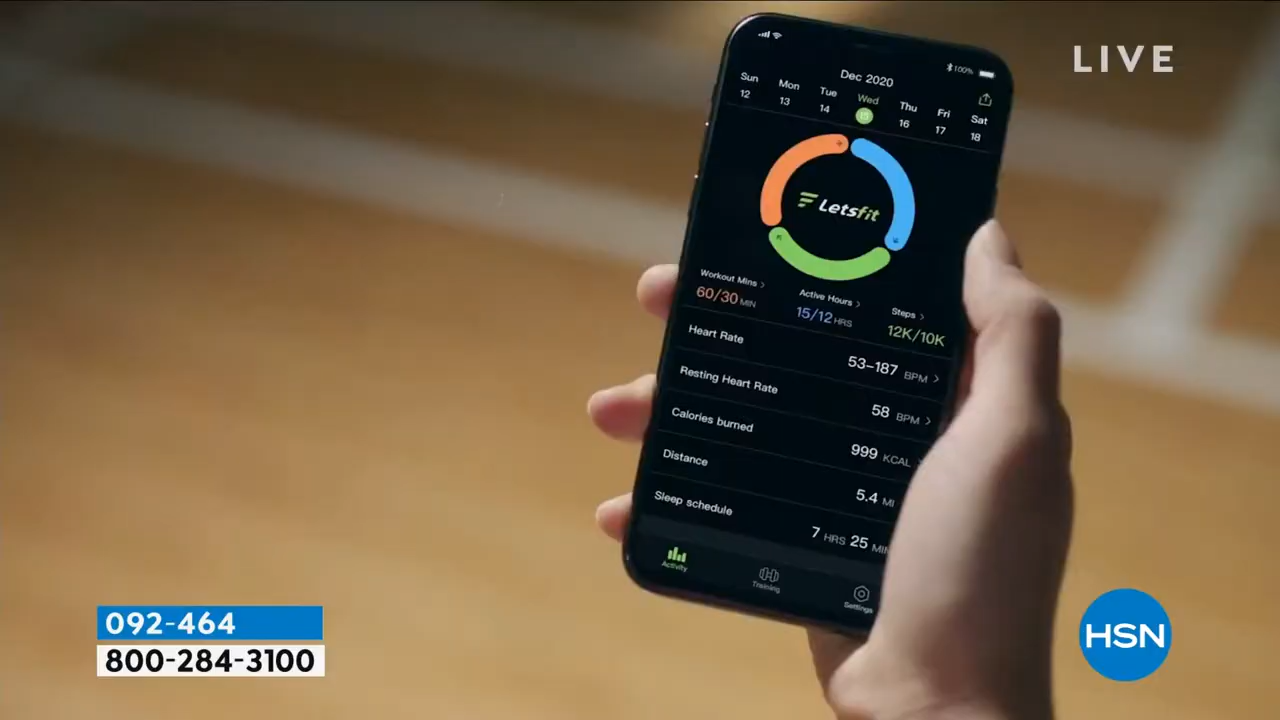 LIVE
100%
Dec 2020
Sun Mon Tue Wed Thu Fri Sat
12 13 14 15 16 17 18
Letsfit
Workout Mins Active Hours Steps
60/30 MIN 15/12 HRS 12K/10K
Heart Rate 53-187 BPM
Resting Heart Rate 58 BPM
Calories burned 999 KCAL
Distance 5.4 MI
Sleep schedule 7 HRS 25 MIN
Activity Training Settings
092-464
800-284-3100
HSN